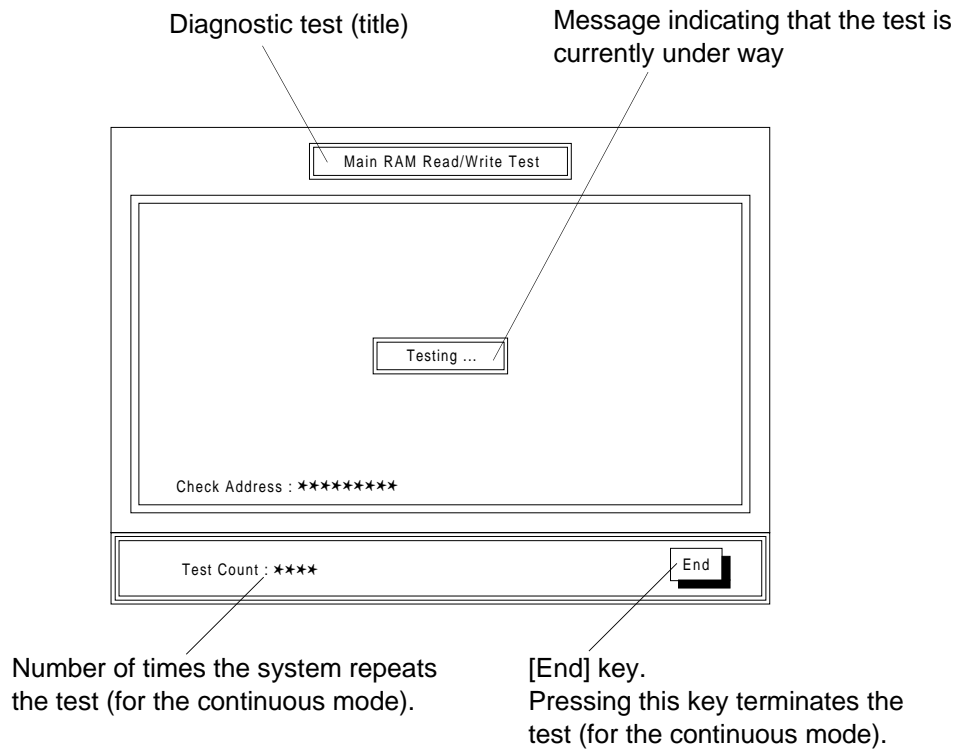 Diagnostic test (title)
Message indicating that the test is
currently under way
Main RAM Read/Write Test
Testing ...
Check Address : ★★★★★★★★★
Test Count : ★★★★
End
Number of times the system repeats
the test (for the continuous mode).
[End] key.
Pressing this key terminates the
test (for the continuous mode).